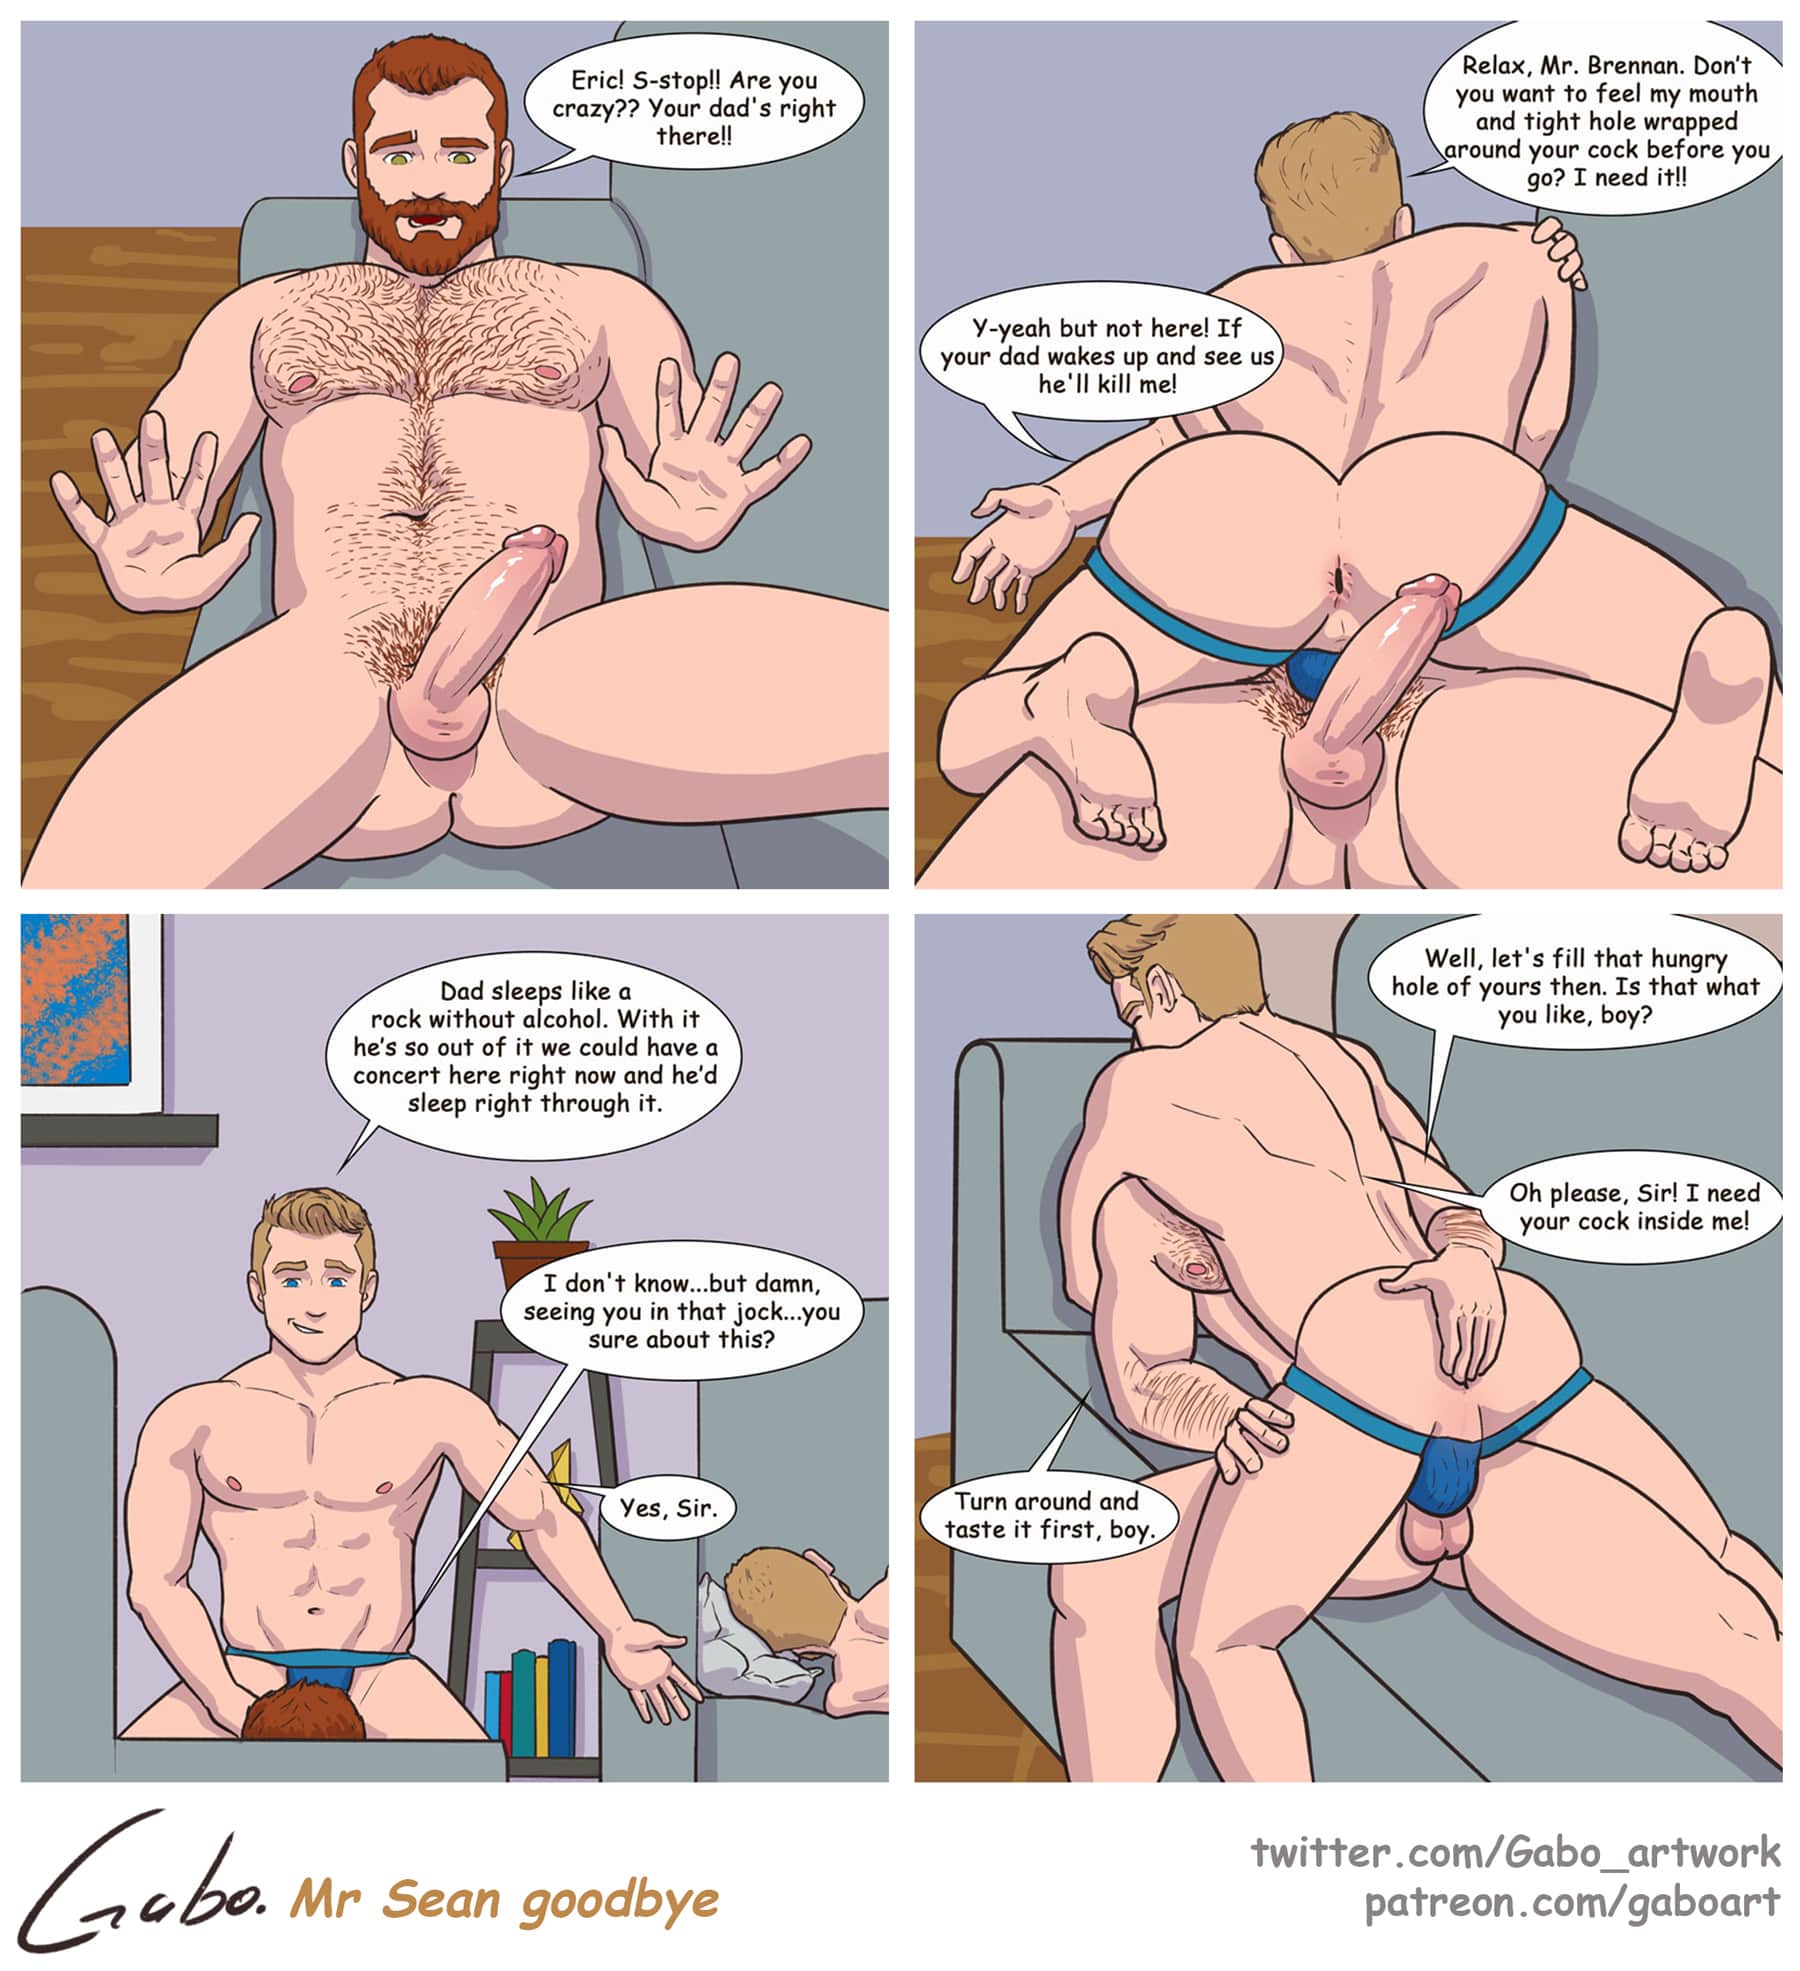 Eric! S-stop!! Are you
crazy?? Your dad's right
there!!
Relax, Mr. Brennan. Don't
you want to feel my mouth
and tight hole wrapped
around your cock before you
go? I need it!!
Y-yeah but not here! If
your dad wakes up and see us
he'll kill me!
Dad sleeps like a
rock without alcohol. With it
he's so out of it we could have a
concert here right now and he'd
sleep right through it.
I don't know...but damn,
seeing you in that jock...you
sure about this?
Yes, Sir.
Well, let's fill that hungry
hole of yours then. Is that what
you like, boy?
Oh please, Sir! I need
your cock inside me!
Turn around and
taste it first, boy.
Gabo. Mr Sean goodbye
twitter.com/Gabo_artwork
patreon.com/gaboart